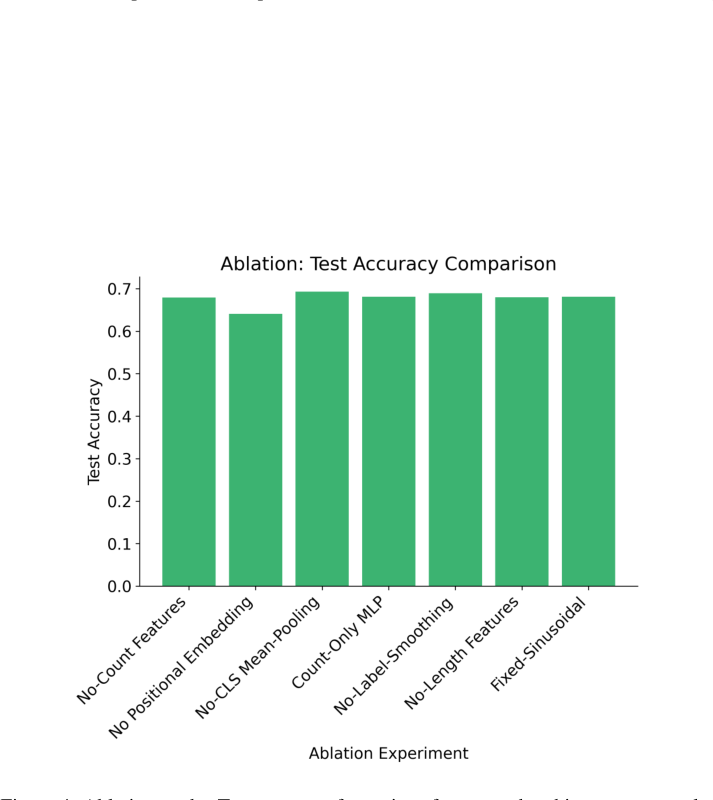 Ablation: Test Accuracy Comparison
0.7
0.6
0.5
0.4
0.3
0.2
0.1
0.0
Test Accuracy
No-Count Features
No Positional Embedding
No-CLS Mean-Pooling
Count-Only MLP
No-Label-Smoothing
No-Length Features
Fixed-Sinusoidal
Ablation Experiment